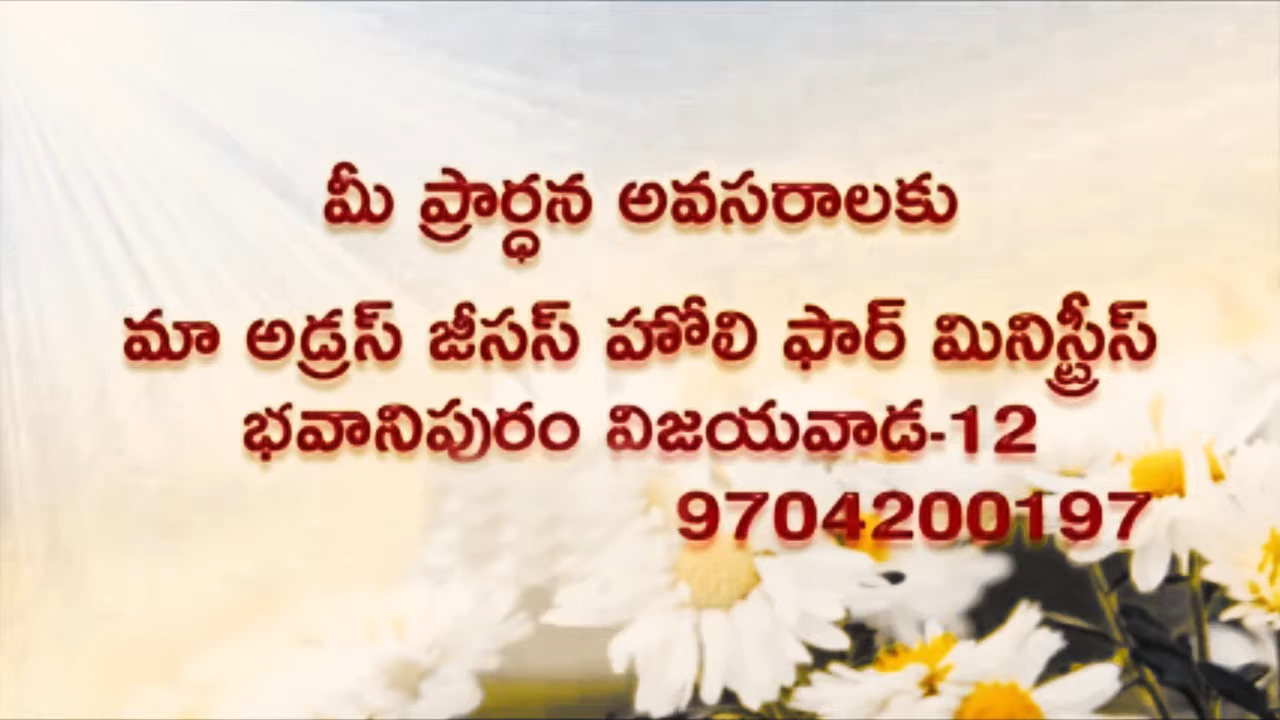 మీ ప్రార్ధన అవసరాలకు
మా అడ్రస్ జీసస్ హోలి ఫార్ మినిస్ట్రీస్
భవానిపురం విజయవాడ-12
9704200197